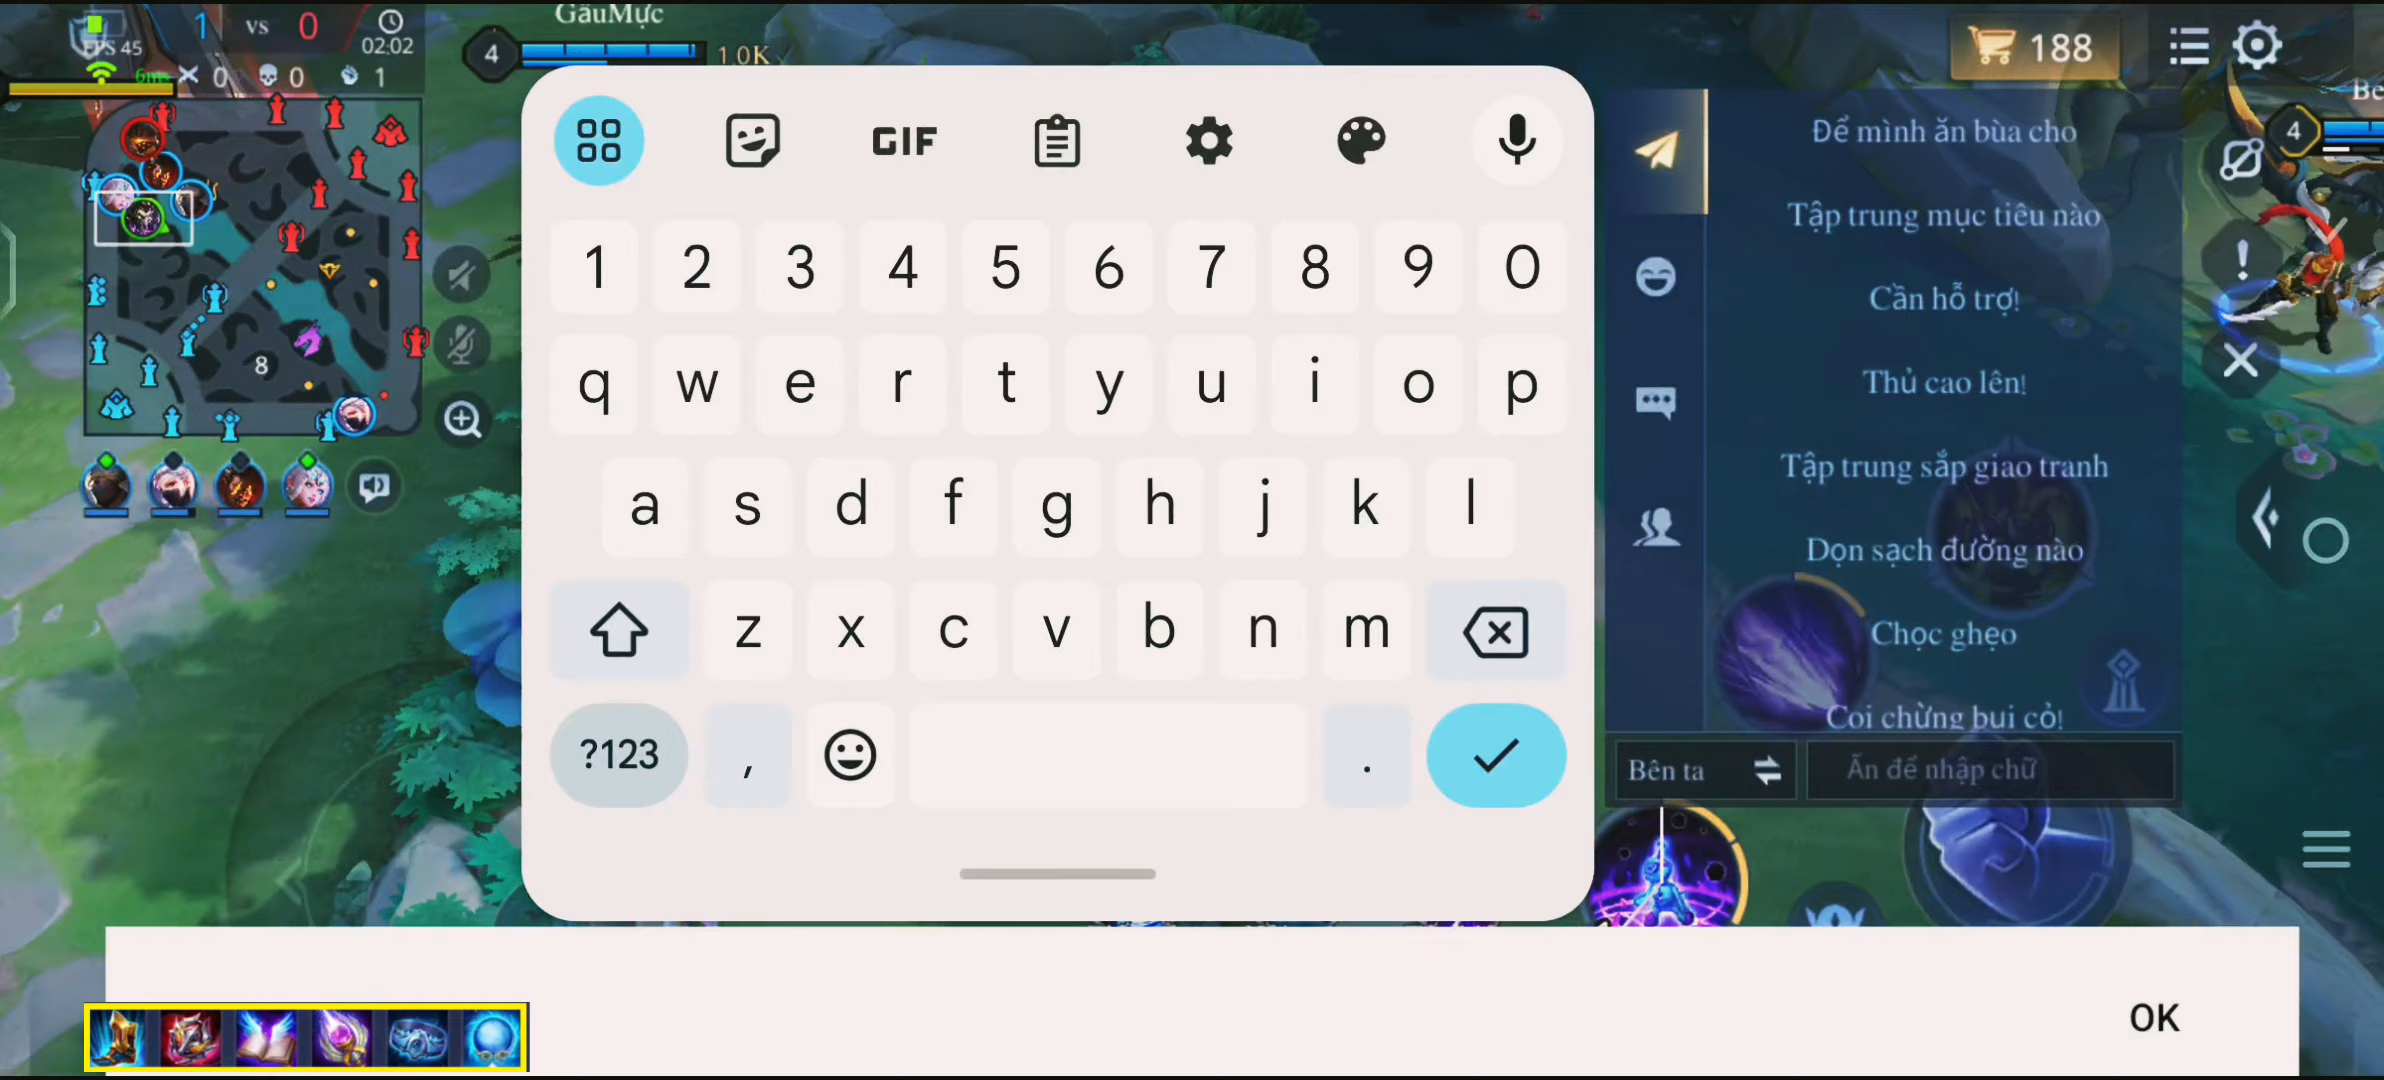 GấuMực
1 vs 0
02:02
FPS 45
6ms
0
0
1
4
1.0K
188
Be
4
8
GIF
1 2 3 4 5 6 7 8 9 0
q w e r t y u i o p
a s d f g h j k l
z x c v b n m
?123 , .
Để mình ăn bùa cho
Tập trung mục tiêu nào
Cần hỗ trợ!
Thủ cao lên!
Tập trung sắp giao tranh
Dọn sạch đường nào
Chọc ghẹo
Coi chừng bụi cỏ!
Bên ta
Ấn để nhập chữ
OK